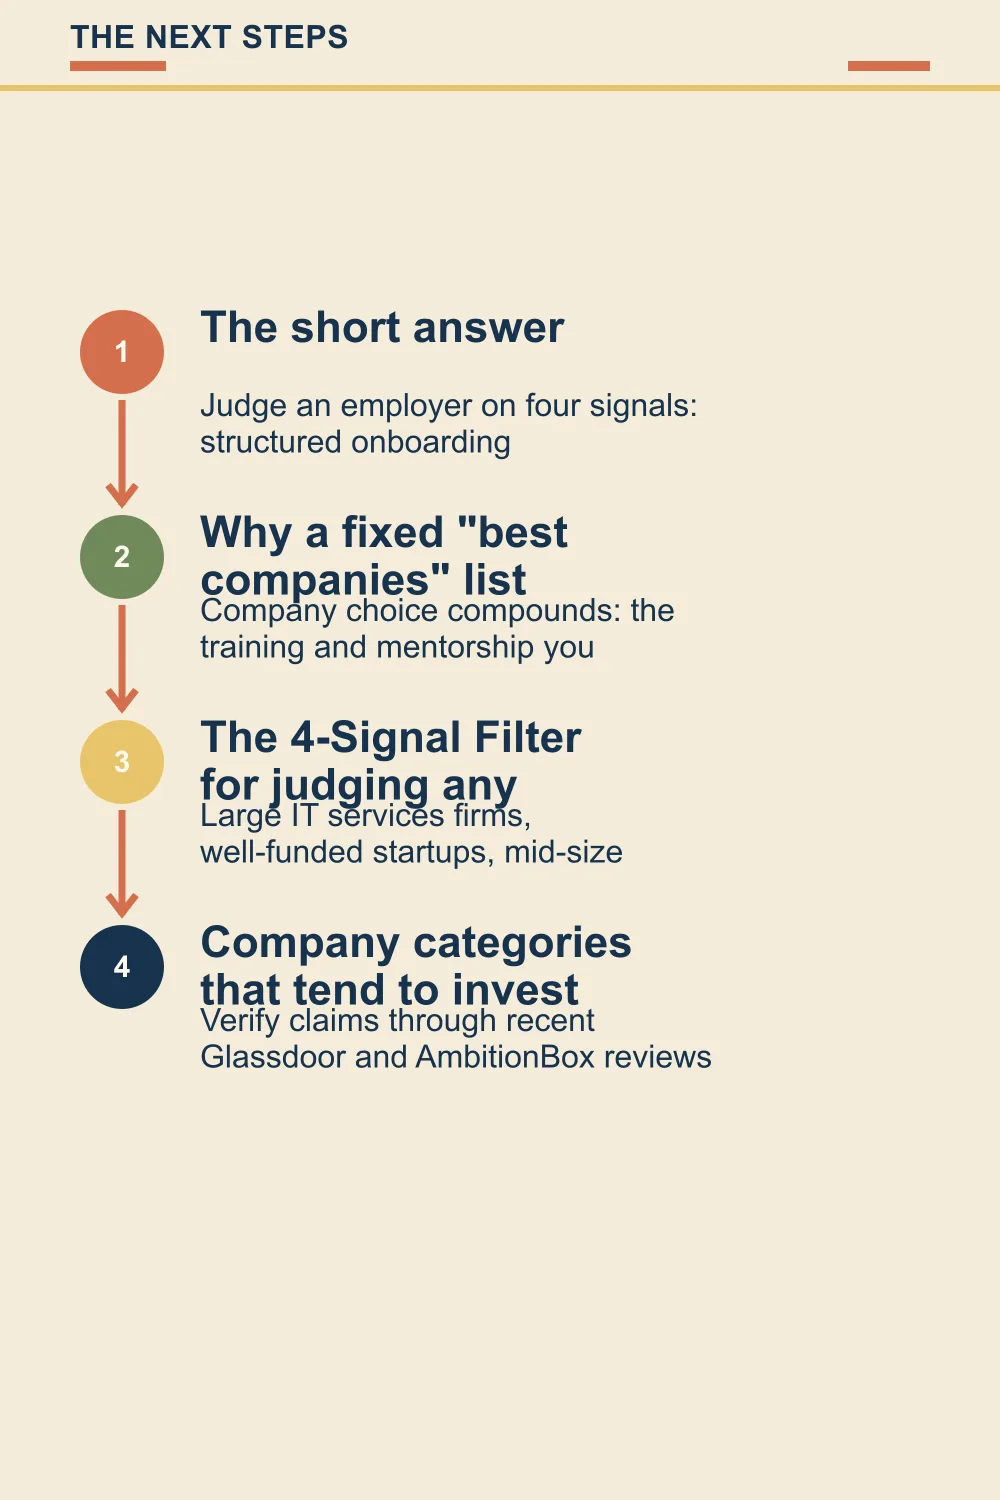 THE NEXT STEPS
1
The short answer
Judge an employer on four signals:
structured onboarding
2
Why a fixed "best
companies" list
Company choice compounds: the
training and mentorship you
3
The 4-Signal Filter
for judging any
Large IT services firms,
well-funded startups, mid-size
4
Company categories
that tend to invest
Verify claims through recent
Glassdoor and AmbitionBox reviews